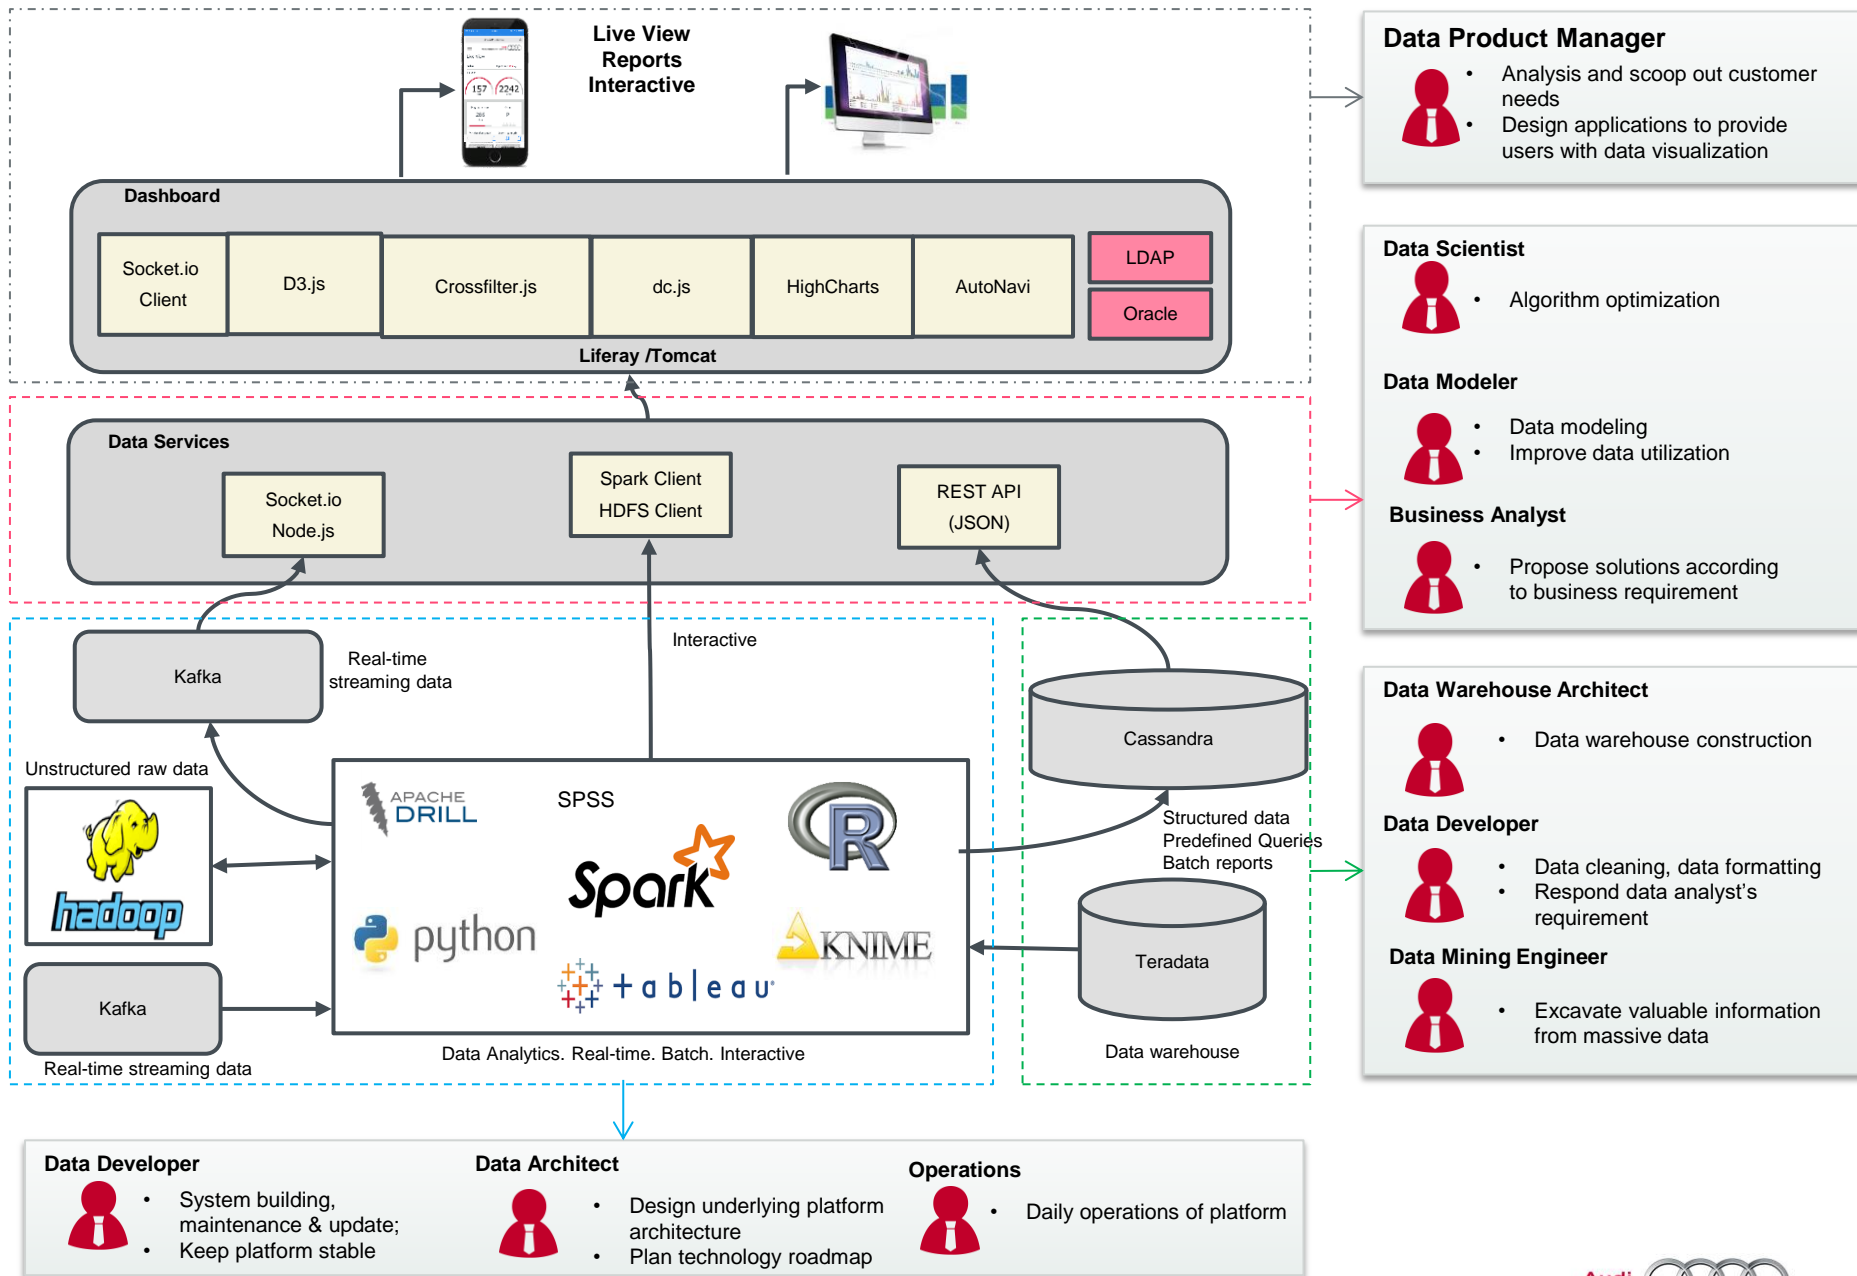 Live View
Reports
Interactive
Live View
157
2242
285
9
Dashboard
Socket.io
Client
D3.js
Crossfilter.js
dc.js
HighCharts
AutoNavi
LDAP
Oracle
Liferay /Tomcat
Data Services
Socket.io
Node.js
Spark Client
HDFS Client
REST API
(JSON)
Kafka
Real-time
streaming data
Interactive
Cassandra
Unstructured raw data
hadoop
APACHE
DRILL
SPSS
R
Spark
python
KNIME
+ableau
Structured data
Predefined Queries
Batch reports
Teradata
Kafka
Real-time streaming data
Data Analytics. Real-time. Batch. Interactive
Data warehouse
Data Product Manager
• Analysis and scoop out customer
needs
• Design applications to provide
users with data visualization
Data Scientist
• Algorithm optimization
Data Modeler
• Data modeling
• Improve data utilization
Business Analyst
• Propose solutions according
to business requirement
Data Warehouse Architect
• Data warehouse construction
Data Developer
• Data cleaning, data formatting
• Respond data analyst's
requirement
Data Mining Engineer
• Excavate valuable information
from massive data
Data Developer
• System building,
maintenance & update;
• Keep platform stable
Data Architect
• Design underlying platform
architecture
• Plan technology roadmap
Operations
• Daily operations of platform
Audi